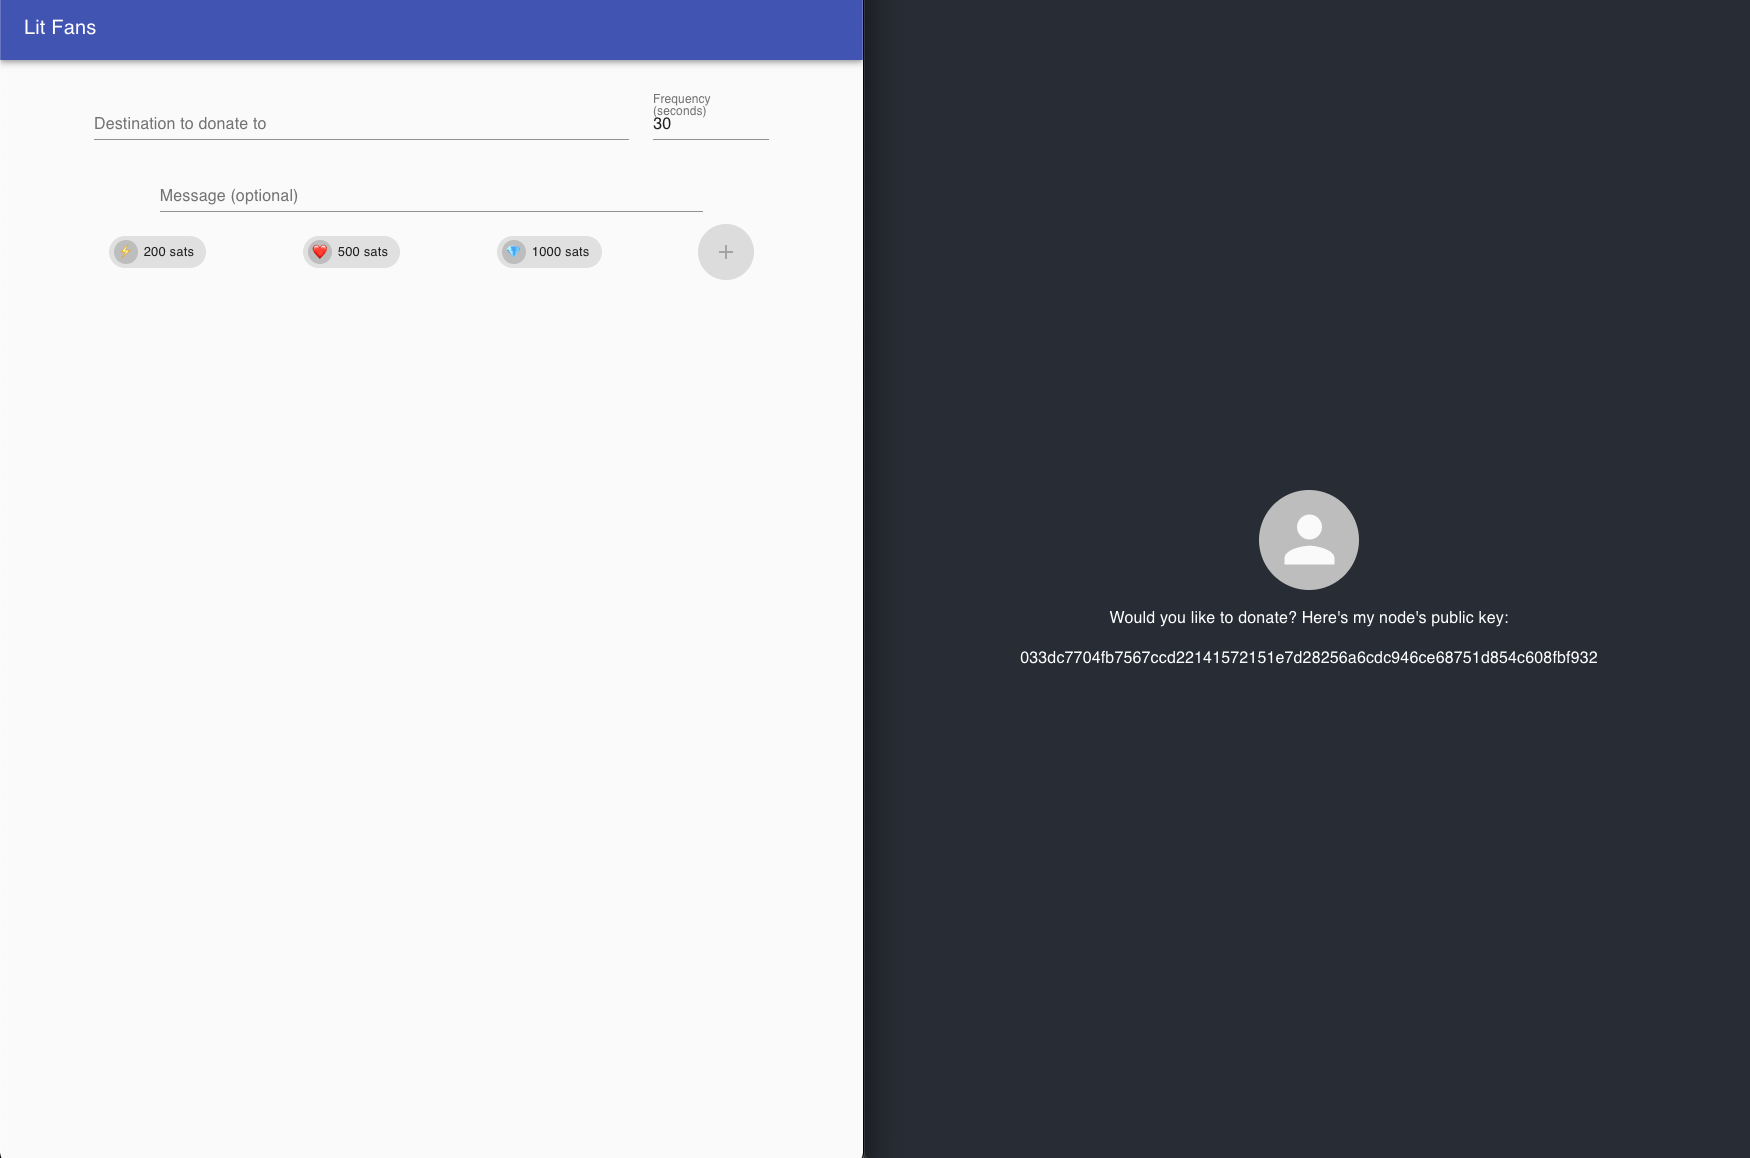 Lit Fans
Destination to donate to
Frequency
(seconds)
30
Message (optional)
200 sats
500 sats
1000 sats
Would you like to donate? Here's my node's public key:
033dc7704fb7567ccd22141572151e7d28256a6cdc946ce68751d854c608fbf932